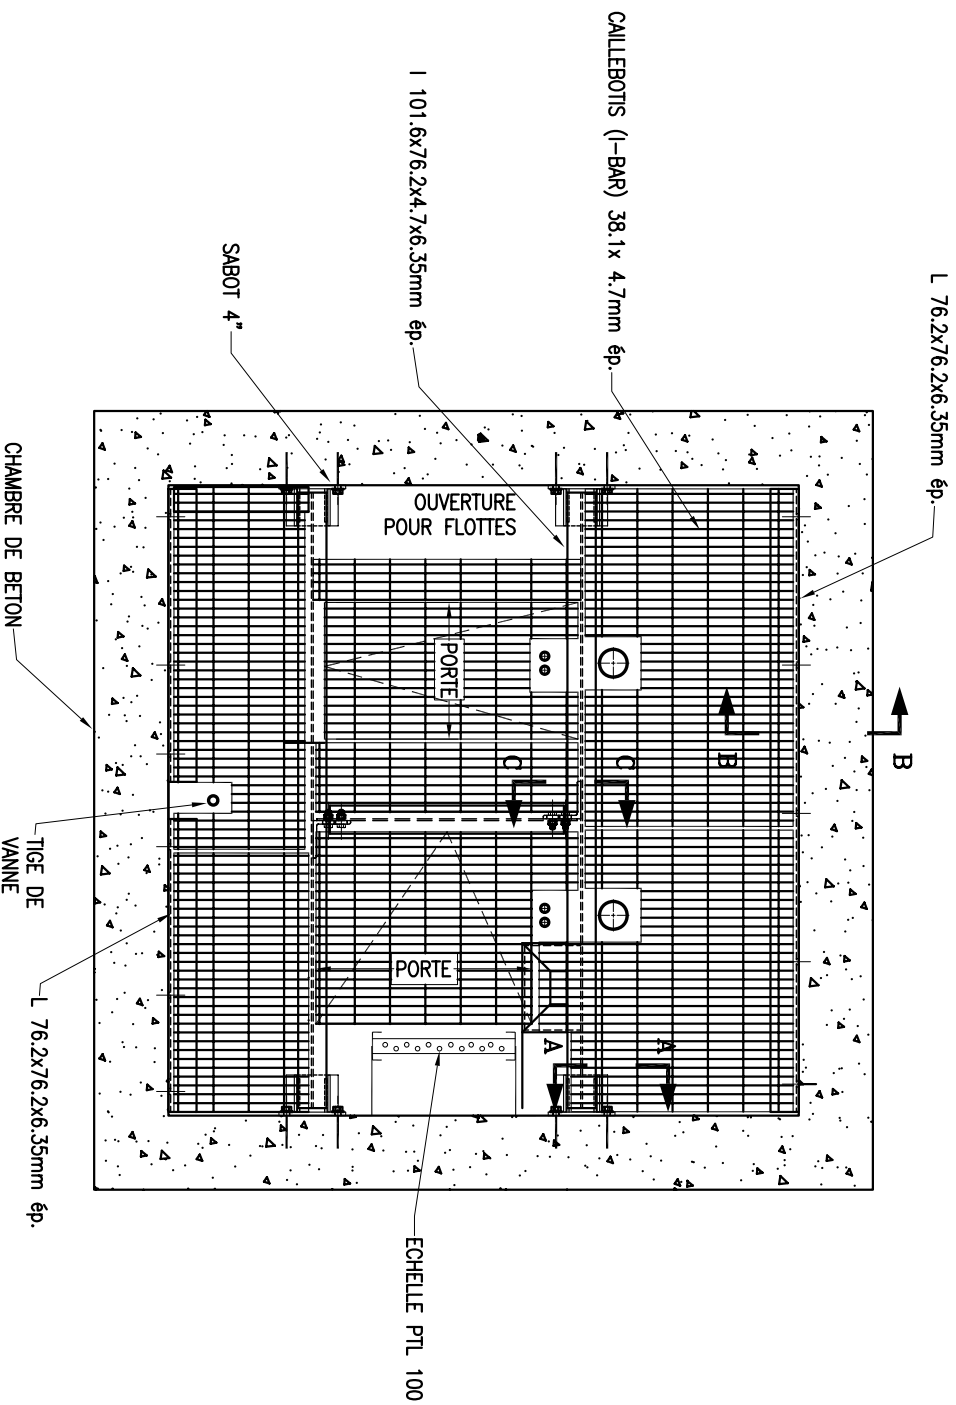 L 76.2x76.2x6.35mm ép.
CAILLEBOTIS (I-BAR) 38.1x 4.7mm ép.
I 101.6x76.2x4.7x6.35mm ép.
SABOT 4"
CHAMBRE DE BETON
OUVERTURE
POUR FLOTTES
PORTE
PORTE
B
B
C
C
A
A
TIGE DE
VANNE
L 76.2x76.2x6.35mm ép.
ECHELLE PTL 100